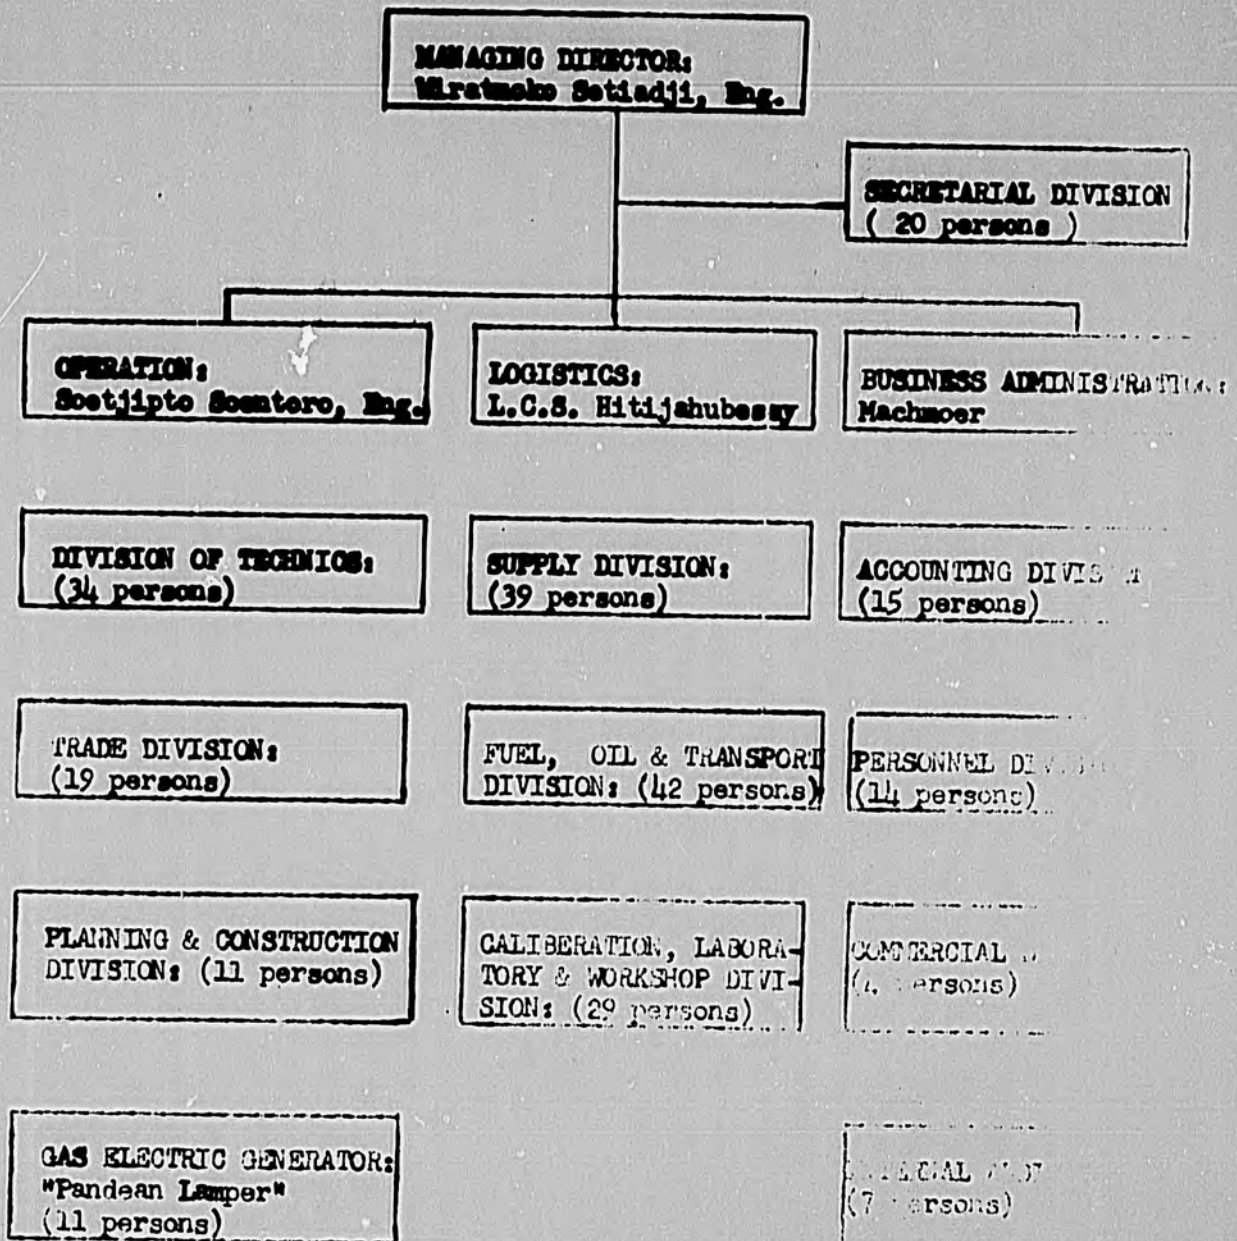 MANAGING DIRECTOR:
Wiratmoko Setiadji, Eng.
SECRETARIAL DIVISION
( 20 persons )
OPERATION:
Soetjipto Soentoro, Eng.
LOGISTICS:
L.C.S. Hitijahubessy
BUSINESS ADMINISTRATION:
Machmoer
DIVISION OF TECHNICS:
(34 persons)
SUPPLY DIVISION:
(39 persons)
ACCOUNTING
(15 persons)
TRADE DIVISION:
(19 persons)
FUEL, OIL & TRANSPORT
DIVISION: (42 persons)
PERSONNEL
(14 persons)
PLANNING & CONSTRUCTION
DIVISION: (11 persons)
CALIBERATION, LABORA-
TORY & WORKSHOP DIVI-
SION: (29 persons)
COMMERCIAL
persons)
GAS ELECTRIC GENERATOR:
"Pandean Lamper"
(11 persons)
(7 persons)